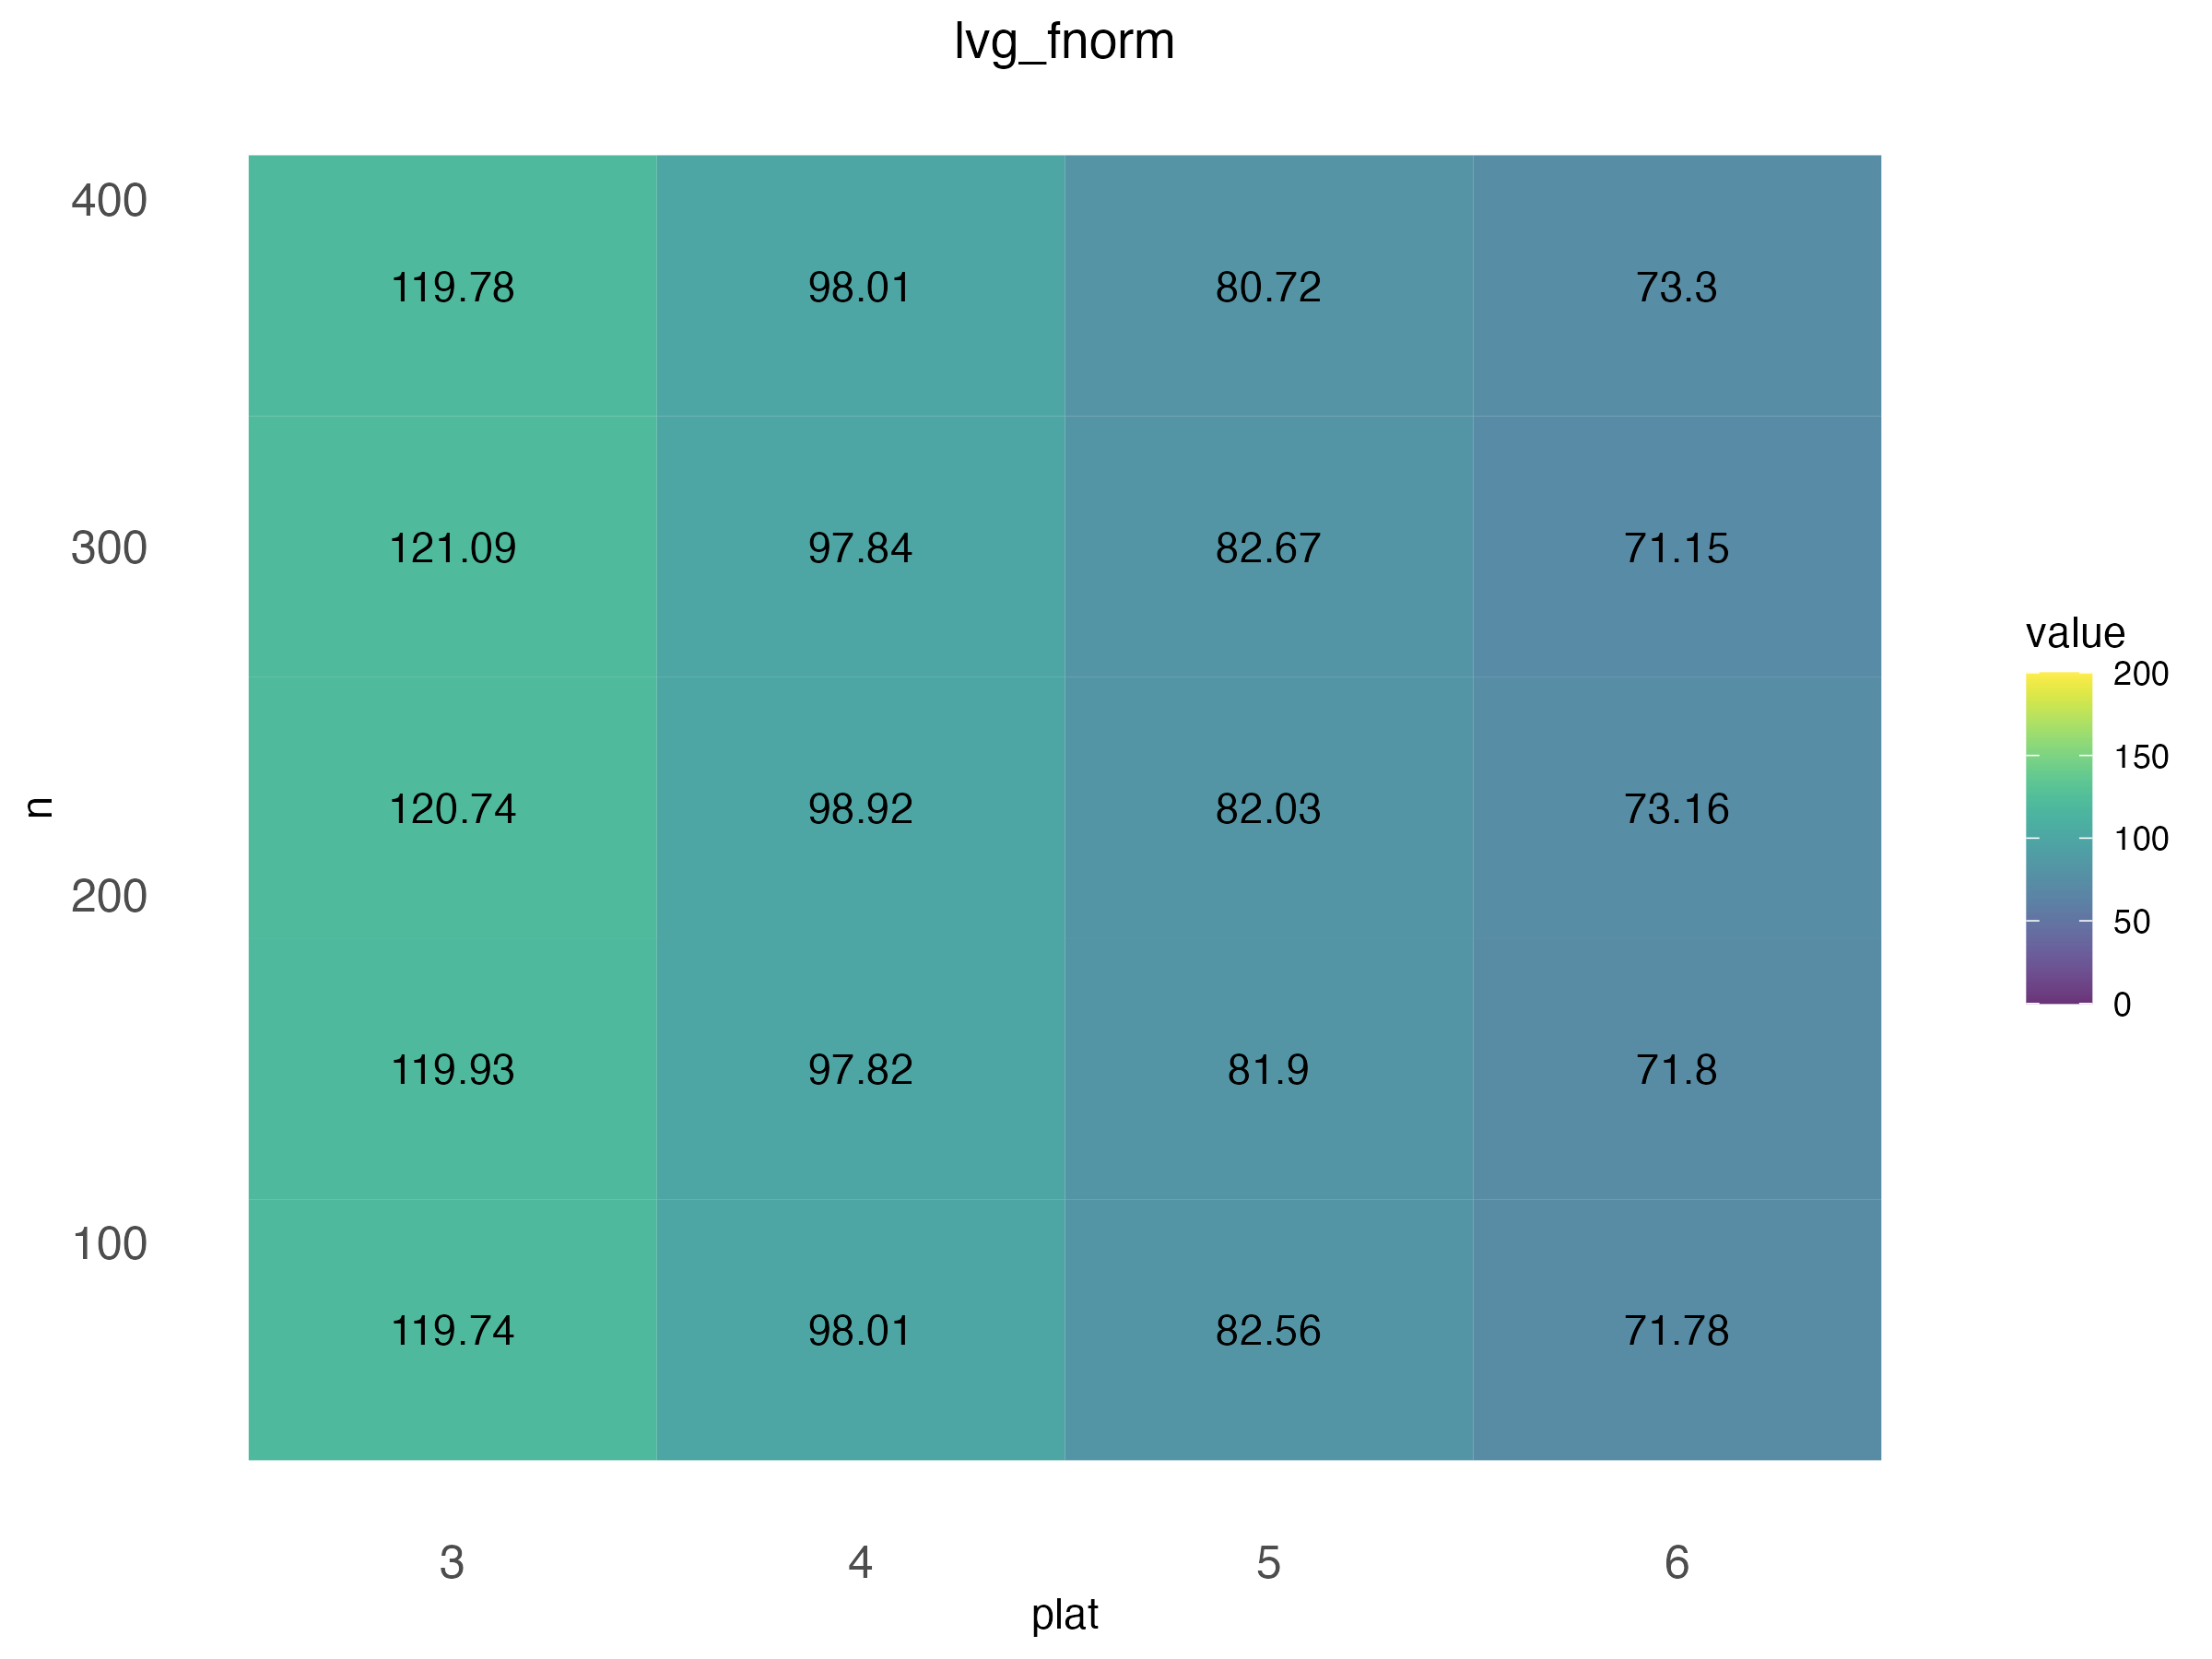 lvg_fnorm
400
119.78 98.01 80.72 73.3
300
121.09 97.84 82.67 71.15
value
200
150
100
50
0
n
120.74 98.92 82.03 73.16
200
119.93 97.82 81.9 71.8
100
119.74 98.01 82.56 71.78
3 4 5 6
plat